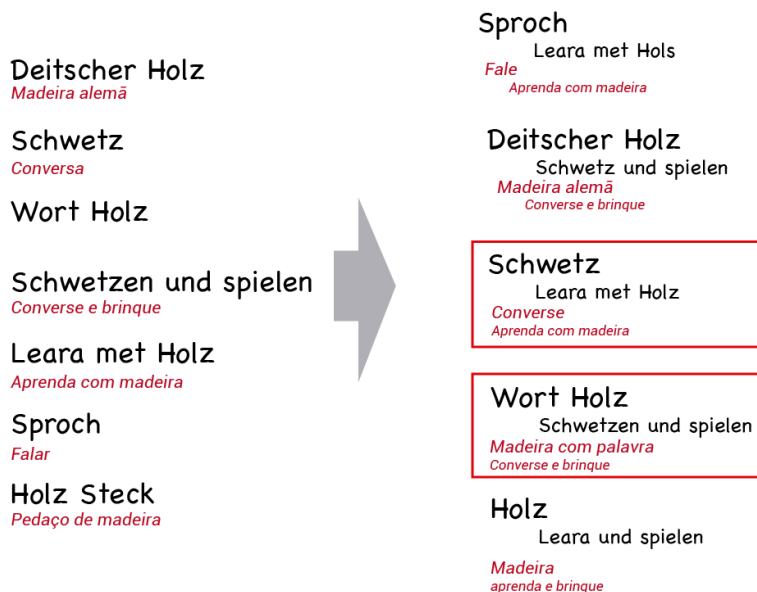 Deitscher Holz
Madeira alemã
Schwetz
Conversa
Wort Holz
Schwetzen und spielen
Converse e brinque
Leara met Holz
Aprenda com madeira
Sproch
Falar
Holz Steck
Pedaço de madeira
Sproch
Leara met Hols
Fale
Aprenda com madeira
Deitscher Holz
Schwetz und spielen
Madeira alemã
Converse e brinque
Schwetz
Leara met Holz
Converse
Aprenda com madeira
Wort Holz
Schwetzen und spielen
Madeira com palavra
Converse e brinque
Holz
Leara und spielen
Madeira
aprenda e brinque